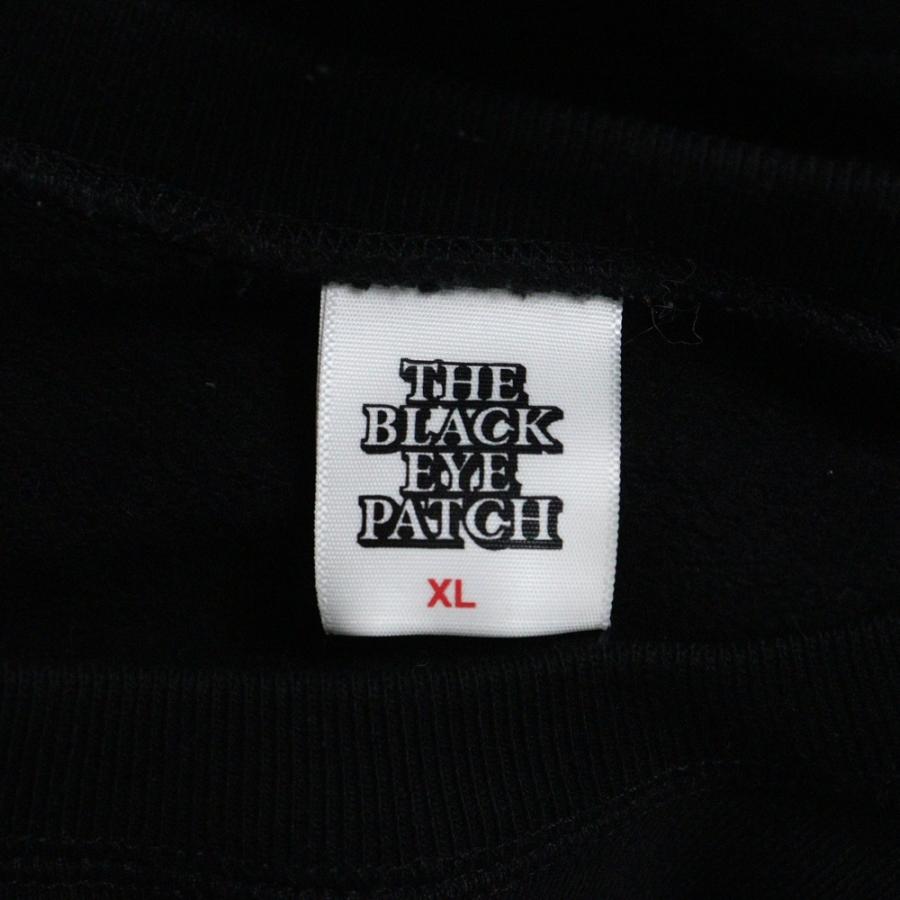 THE
BLACK
EYE
PATCH
XL